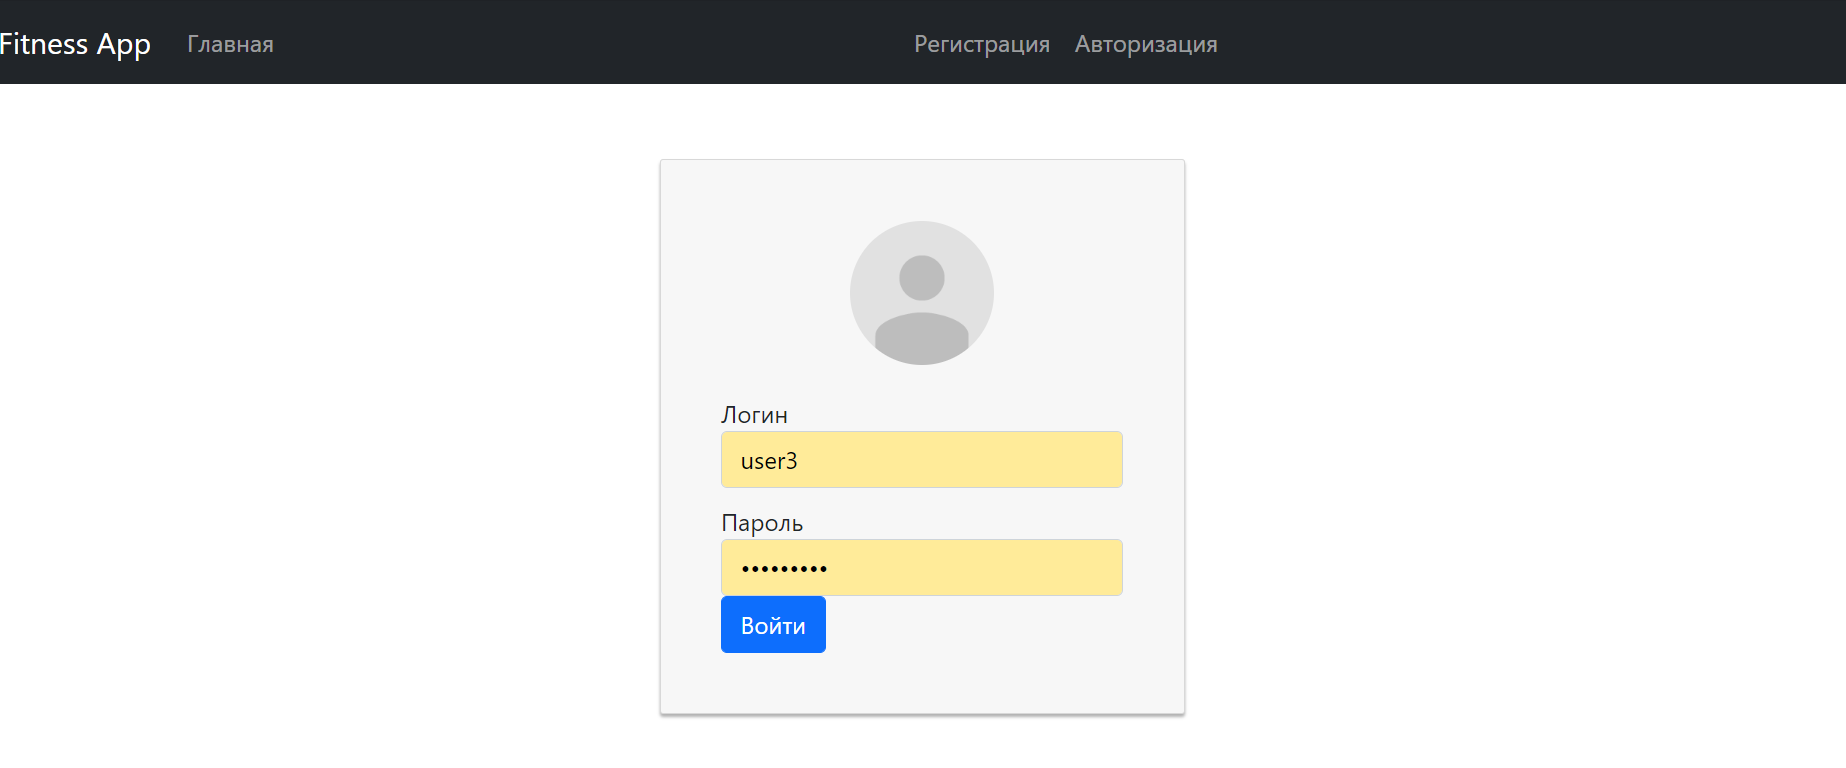 Fitness App Главная Регистрация Авторизация
Логин
user3
Пароль
•••••••••
Войти